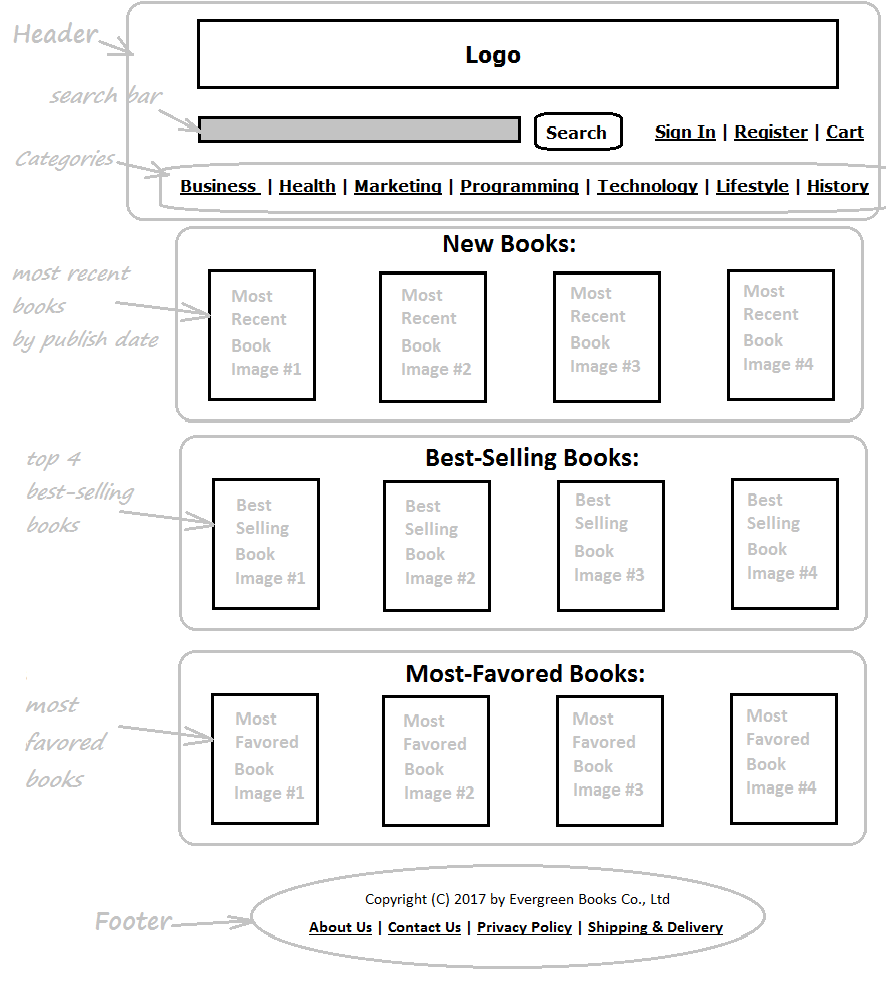 Header
Logo
search bar
Search
Sign In | Register | Cart
Categories
Business | Health | Marketing | Programming | Technology | Lifestyle | History
New Books:
most recent
books
by publish date
Most
Recent
Book
Image #1
Most
Recent
Book
Image #2
Most
Recent
Book
Image #3
Most
Recent
Book
Image #4
Best-Selling Books:
top 4
best-selling
books
Best
Selling
Book
Image #1
Best
Selling
Book
Image #2
Best
Selling
Book
Image #3
Best
Selling
Book
Image #4
Most-Favored Books:
most
favored
books
Most
Favored
Book
Image #1
Most
Favored
Book
Image #2
Most
Favored
Book
Image #3
Most
Favored
Book
Image #4
Footer
Copyright (C) 2017 by Evergreen Books Co., Ltd
About Us | Contact Us | Privacy Policy | Shipping & Delivery